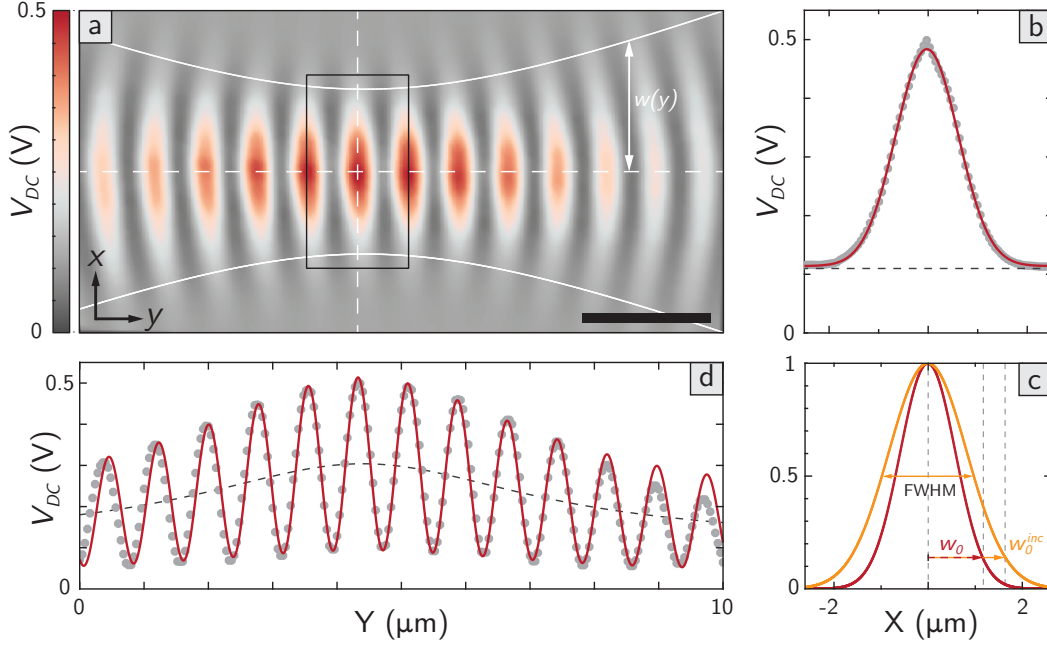 0.5
a
V_DC (V)
w(y)
x
y
0
b
0.5
V_DC (V)
0
d
0.5
V_DC (V)
0
0
10
Y (μm)
c
1
0.5
FWHM
w_0
w_0^inc
0
-2
0
2
X (μm)